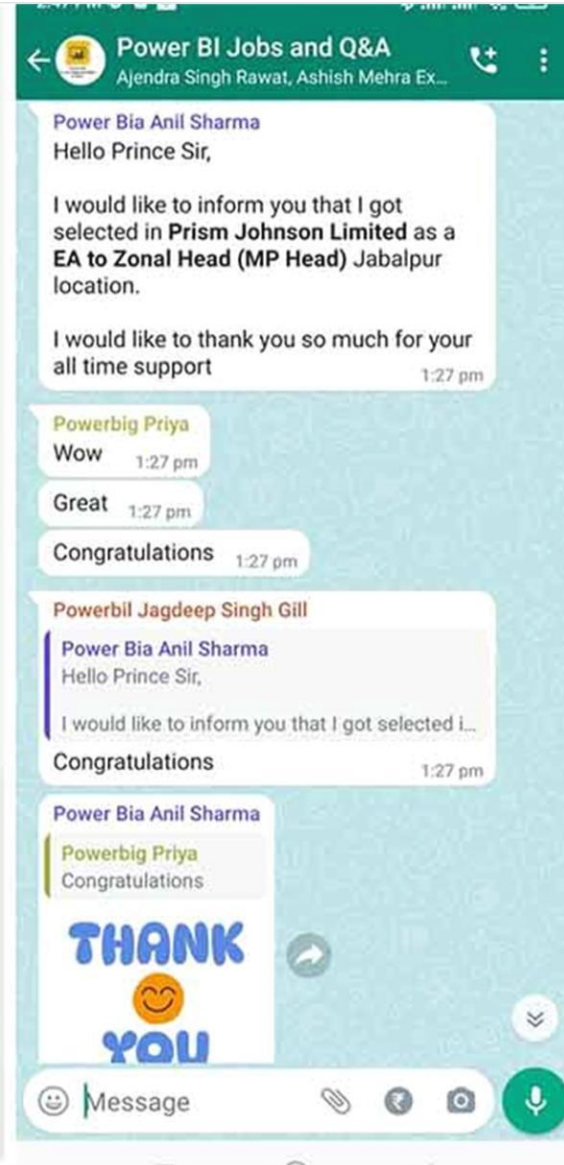 Power BI Jobs and Q&A
Ajendra Singh Rawat, Ashish Mehra Ex...
Power Bia Anil Sharma
Hello Prince Sir,
I would like to inform you that I got
selected in Prism Johnson Limited as a
EA to Zonal Head (MP Head) Jabalpur
location.
I would like to thank you so much for your
all time support
1:27 pm
Powerbig Priya
Wow 1:27 pm
Great 1:27 pm
Congratulations 1:27 pm
Powerbil Jagdeep Singh Gill
Power Bia Anil Sharma
Hello Prince Sir,
I would like to inform you that I got selected i...
Congratulations 1:27 pm
Power Bia Anil Sharma
Powerbig Priya
Congratulations
THANK
YOU
Message